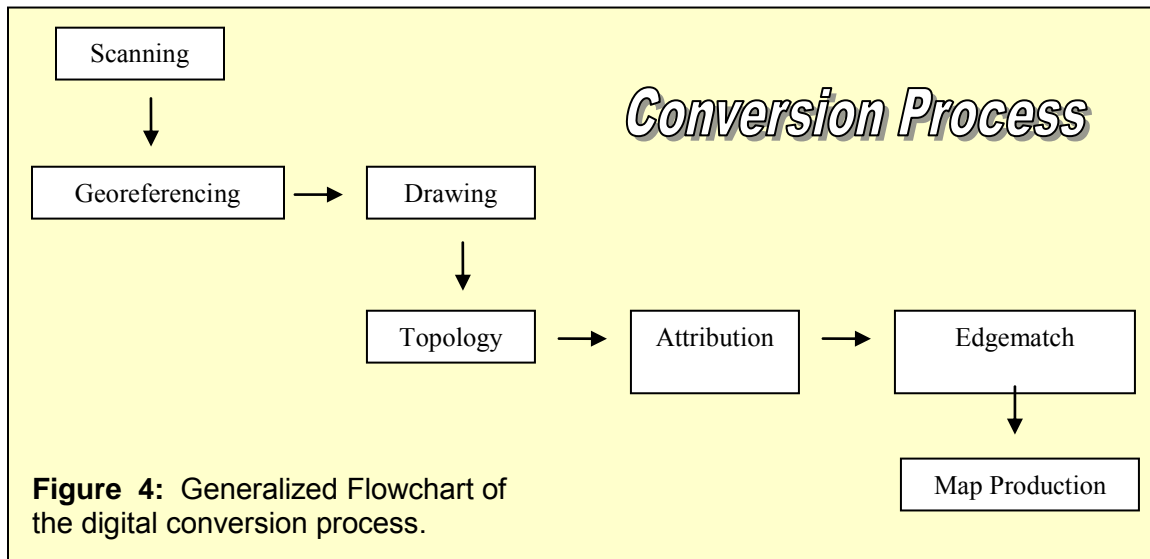 Scanning
Conversion Process
Georeferencing
Drawing
Topology
Attribution
Edgematch
Map Production
Figure 4: Generalized Flowchart of
the digital conversion process.